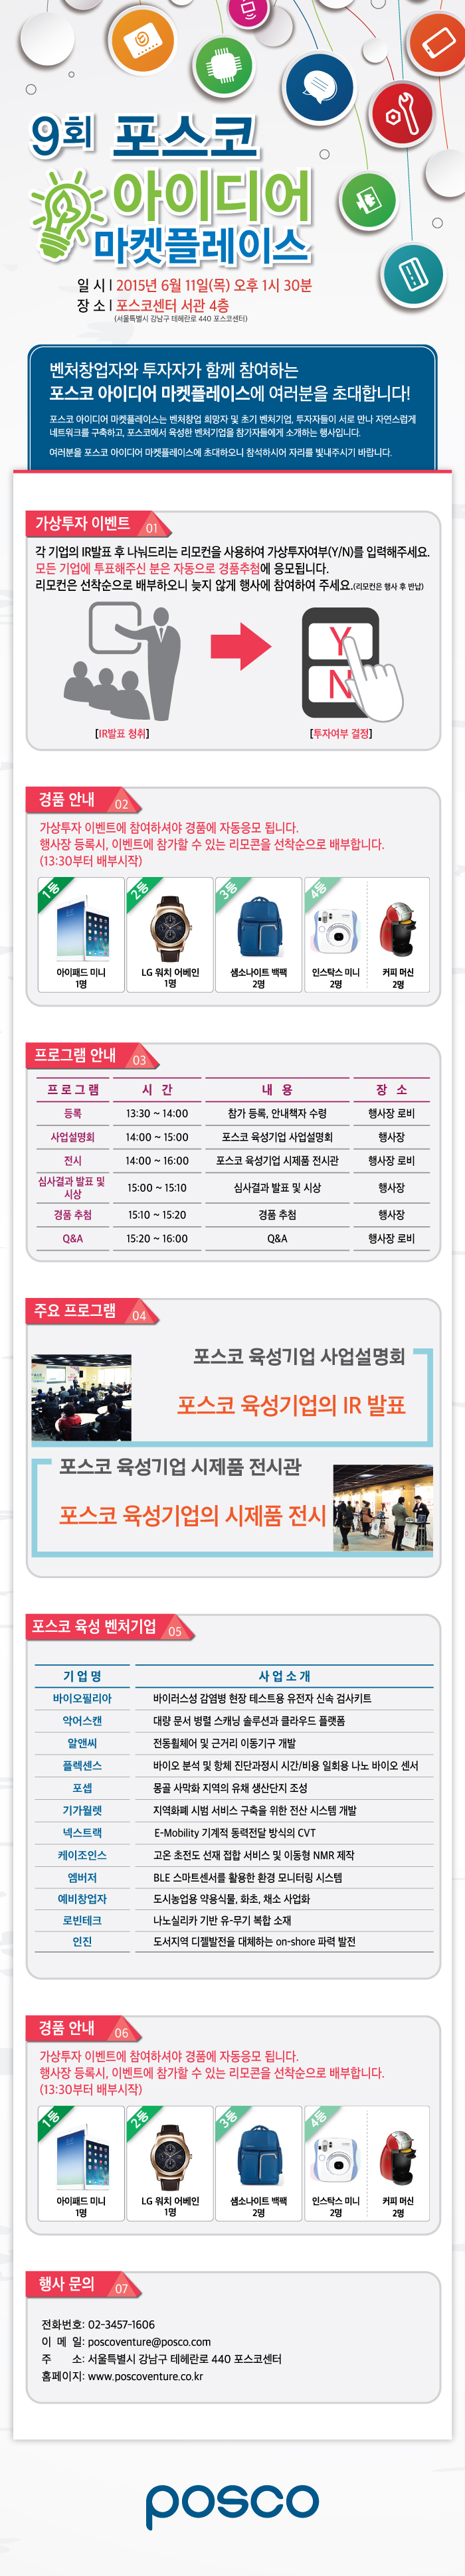 9회 포스코
아이디어
마켓플레이스
일 시 | 2015년 6월 11일(목) 오후 1시 30분
장 소 | 포스코센터 서관 4층
(서울특별시 강남구 테헤란로 440 포스코센터)
벤처창업자와 투자자가 함께 참여하는
포스코 아이디어 마켓플레이스에 여러분을 초대합니다!
포스코 아이디어 마켓플레이스는 벤처창업 희망자 및 초기 벤처기업, 투자자들이 서로 만나 자연스럽게
네트워크를 구축하고, 포스코에서 육성한 벤처기업을 참가자들에게 소개하는 행사입니다.
여러분을 포스코 아이디어 마켓플레이스에 초대하오니 참석하시어 자리를 빛내주시기 바랍니다.
가상투자 이벤트 01
각 기업의 IR발표 후 나눠드리는 리모컨을 사용하여 가상투자여부(Y/N)를 입력해주세요.
모든 기업에 투표해주신 분은 자동으로 경품추첨에 응모됩니다.
리모컨은 선착순으로 배부하오니 늦지 않게 행사에 참여하여 주세요.(리모컨은 행사 후 반납)
Y
N
[IR발표 청취] [투자여부 결정]
경품 안내 02
가상투자 이벤트에 참여하셔야 경품에 자동응모 됩니다.
행사장 등록시, 이벤트에 참가할 수 있는 리모콘을 선착순으로 배부합니다.
(13:30부터 배부시작)
1등 2등 3등 4등
아이패드 미니 LG 워치 어베인 샘소나이트 백팩 인스탁스 미니 커피 머신
1명 1명 2명 2명 2명
프로그램 안내 03
프로그램 시 간 내 용 장 소
등록 13:30 ~ 14:00 참가 등록, 안내책자 수령 행사장 로비
사업설명회 14:00 ~ 15:00 포스코 육성기업 사업설명회 행사장
전시 14:00 ~ 16:00 포스코 육성기업 시제품 전시관 행사장 로비
심사결과 발표 및
시상 15:00 ~ 15:10 심사결과 발표 및 시상 행사장
경품 추첨 15:10 ~ 15:20 경품 추첨 행사장
Q&A 15:20 ~ 16:00 Q&A 행사장 로비
주요 프로그램 04
포스코 육성기업 사업설명회
포스코 육성기업의 IR 발표
포스코 육성기업 시제품 전시관
포스코 육성기업의 시제품 전시
포스코 육성 벤처기업 05
기업명 사업소개
바이오필리아 바이러스성 감염병 현장 테스트용 유전자 신속 검사키트
악어스캔 대량 문서 병렬 스캐닝 솔루션과 클라우드 플랫폼
알앤씨 전동휠체어 및 근거리 이동기구 개발
플렉센스 바이오 분석 및 항체 진단과정시 시간/비용 일회용 나노 바이오 센서
포셉 몽골 사막화 지역의 유채 생산단지 조성
기가월렛 지역화폐 시범 서비스 구축을 위한 전산 시스템 개발
넥스트랙 E-Mobility 기계적 동력전달 방식의 CVT
케이조인스 고온 초전도 선재 접합 서비스 및 이동형 NMR 제작
엠버저 BLE 스마트센서를 활용한 환경 모니터링 시스템
예비창업자 도시농업용 약용식물, 화초, 채소 사업화
로빈테크 나노실리카 기반 유-무기 복합 소재
인진 도서지역 디젤발전을 대체하는 on-shore 파력 발전
경품 안내 06
가상투자 이벤트에 참여하셔야 경품에 자동응모 됩니다.
행사장 등록시, 이벤트에 참가할 수 있는 리모콘을 선착순으로 배부합니다.
(13:30부터 배부시작)
1등 2등 3등 4등
아이패드 미니 LG 워치 어베인 샘소나이트 백팩 인스탁스 미니 커피 머신
1명 1명 2명 2명 2명
행사 문의 07
전화번호: 02-3457-1606
이 메 일: poscoventure@posco.com
주 소: 서울특별시 강남구 테헤란로 440 포스코센터
홈페이지: www.poscoventure.co.kr
posco